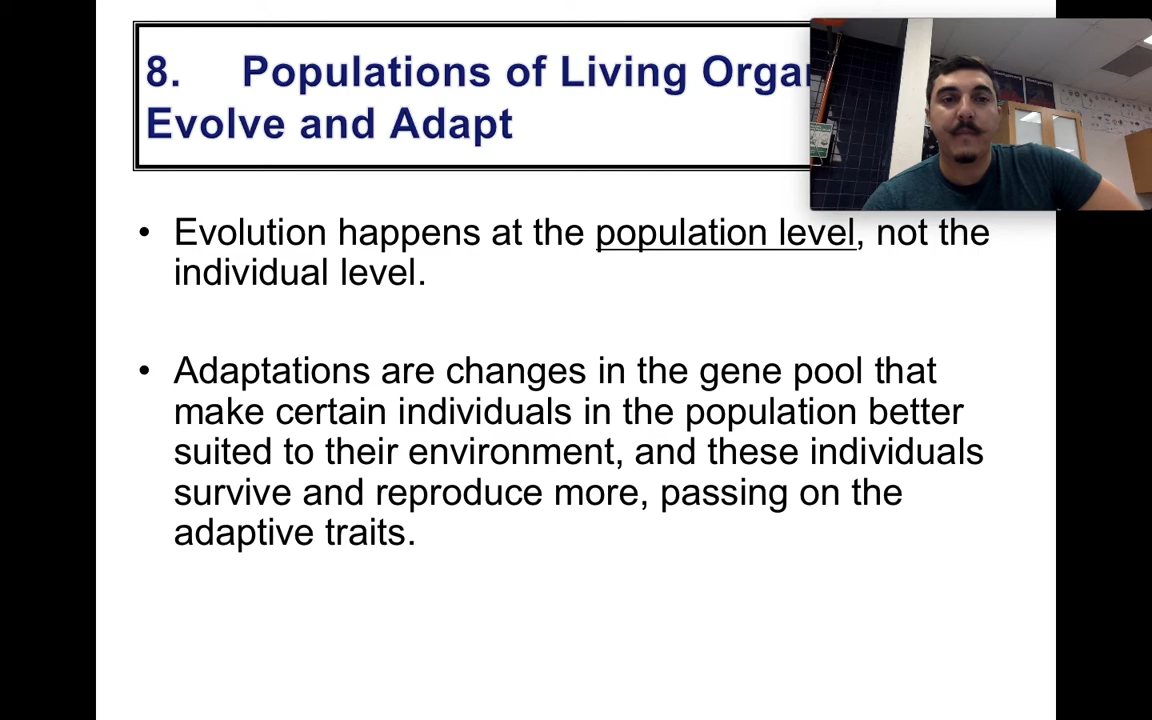 8. Populations of Living
Evolve and Adapt
• Evolution happens at the population level, not the
individual level.
• Adaptations are changes in the gene pool that
make certain individuals in the population better
suited to their environment, and these individuals
survive and reproduce more, passing on the
adaptive traits.